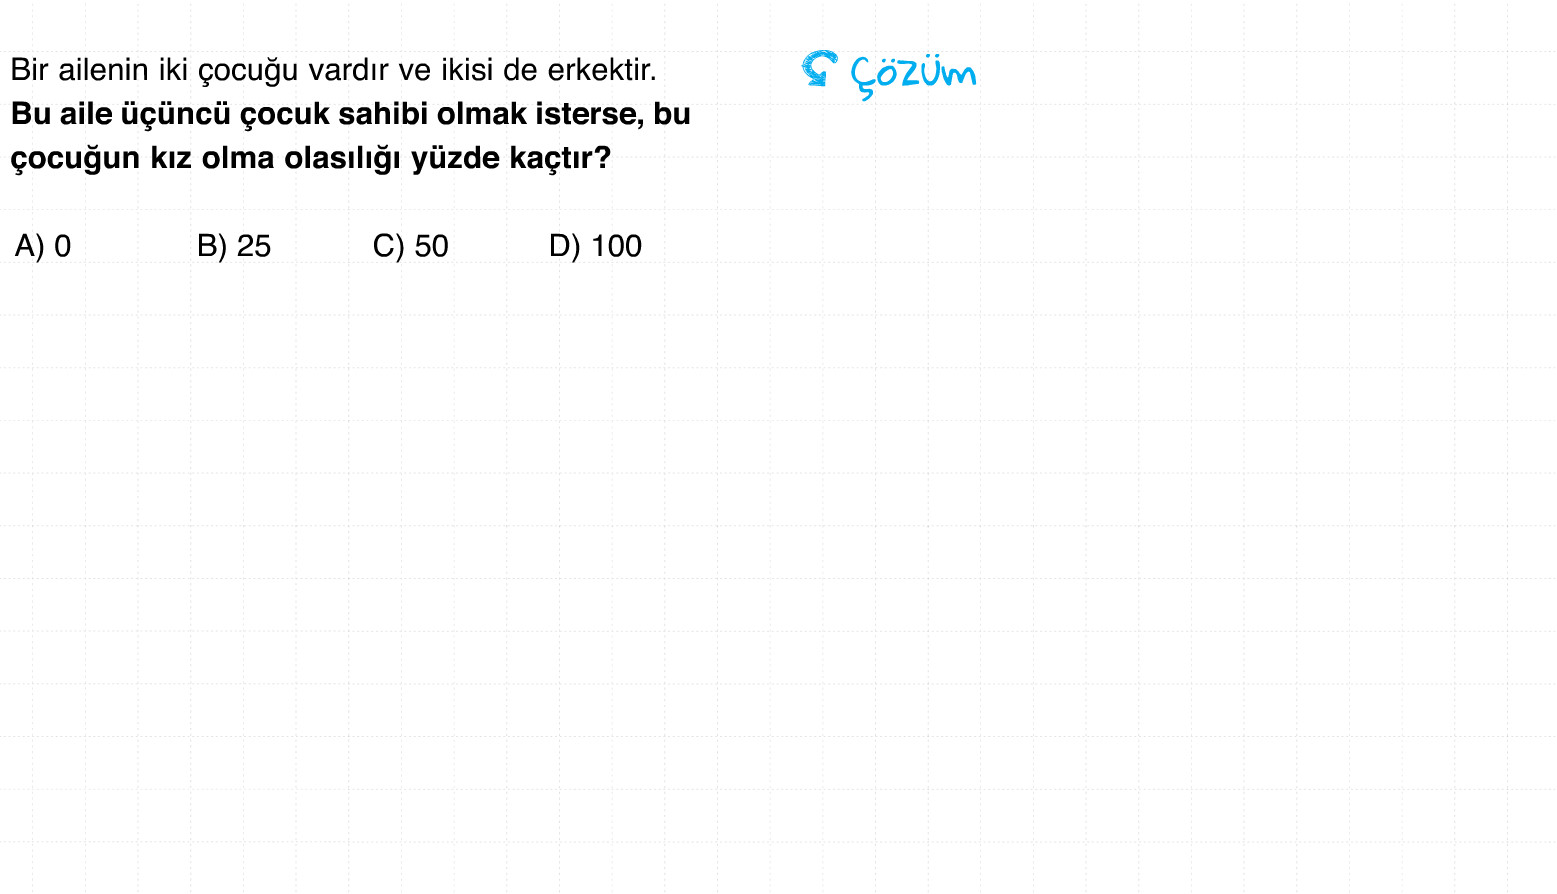 Bir ailenin iki çocuğu vardır ve ikisi de erkektir.
Bu aile üçüncü çocuk sahibi olmak isterse, bu
çocuğun kız olma olasılığı yüzde kaçtır?
A) 0 B) 25 C) 50 D) 100
Çözüm